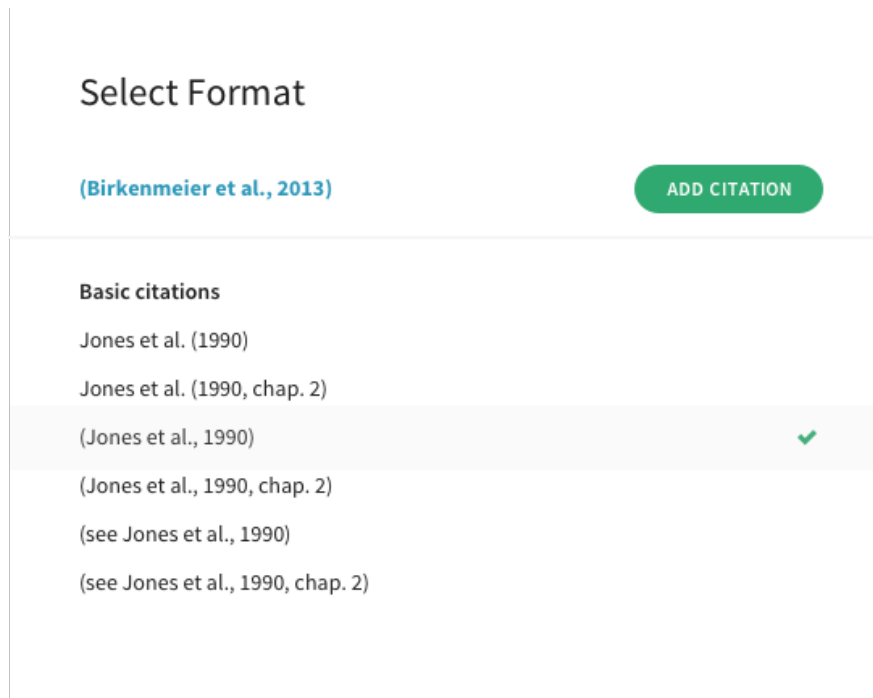 Select Format
(Birkenmeier et al., 2013)
ADD CITATION
Basic citations
Jones et al. (1990)
Jones et al. (1990, chap. 2)
(Jones et al., 1990)
(Jones et al., 1990, chap. 2)
(see Jones et al., 1990)
(see Jones et al., 1990, chap. 2)